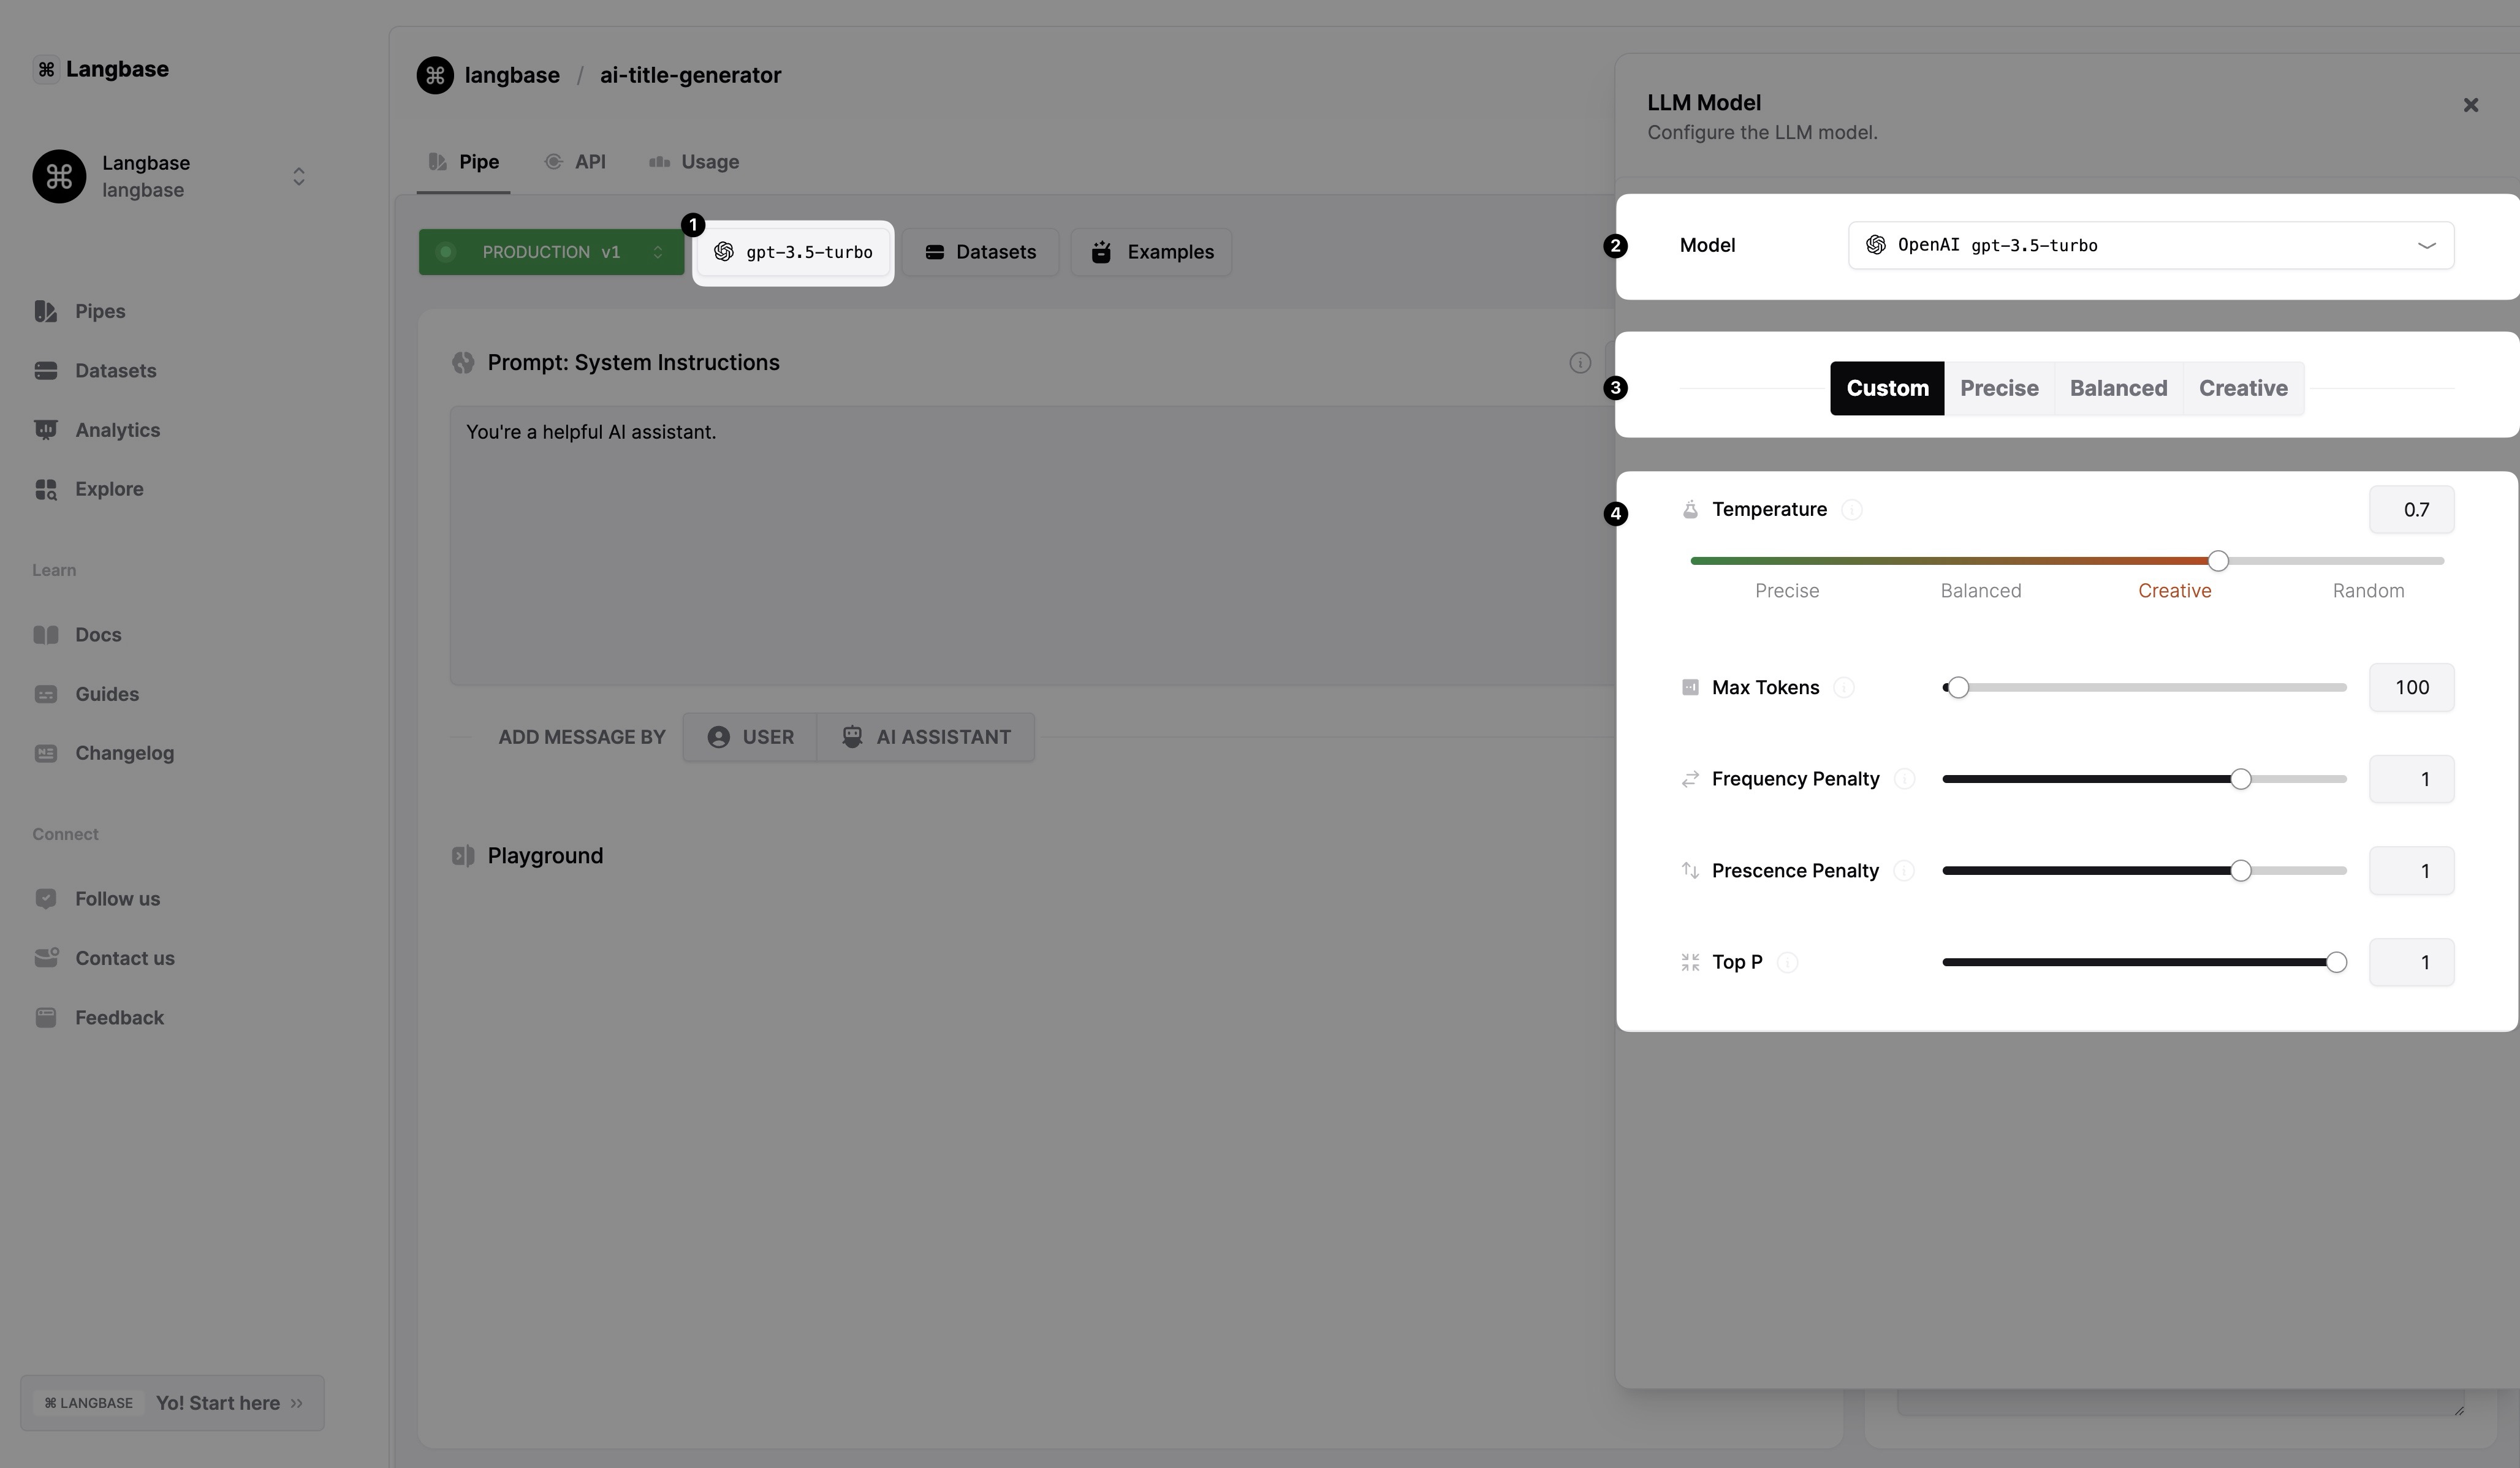 Langbase
Langbase
langbase
Pipes
Datasets
Analytics
Explore
Learn
Docs
Guides
Changelog
Connect
Follow us
Contact us
Feedback
LANGBASE Yo! Start here
langbase / ai-title-generator
Pipe API Usage
1
PRODUCTION v1 gpt-3.5-turbo Datasets Examples
Prompt: System Instructions
You're a helpful AI assistant.
ADD MESSAGE BY USER AI ASSISTANT
Playground
LLM Model
Configure the LLM model.
2 Model OpenAI gpt-3.5-turbo
3 Custom Precise Balanced Creative
4 Temperature 0.7
Precise Balanced Creative Random
Max Tokens 100
Frequency Penalty 1
Prescence Penalty 1
Top P 1